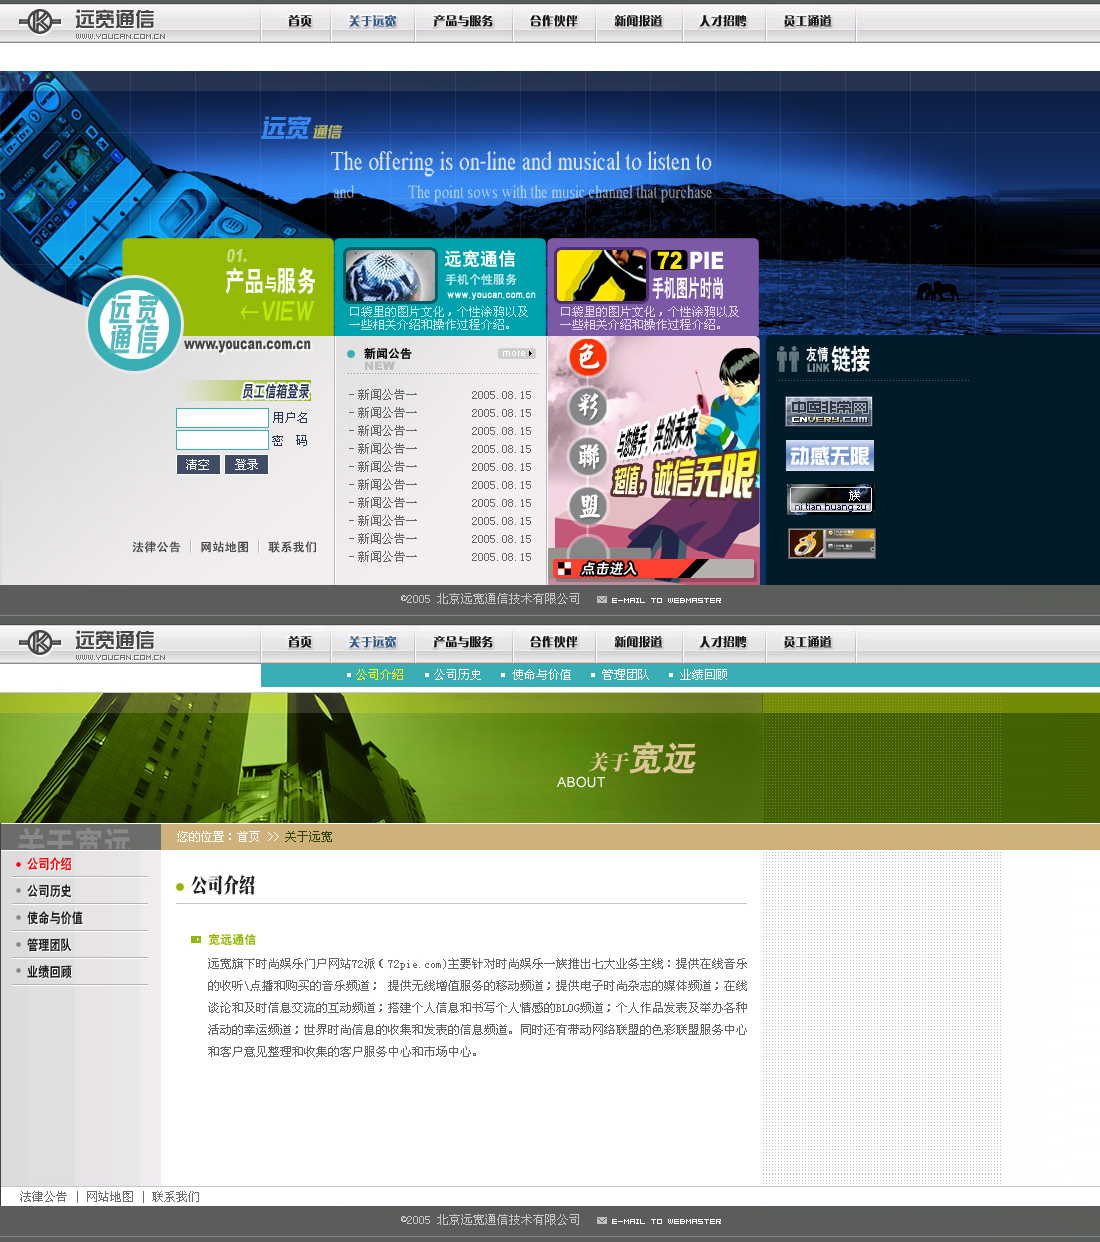 远宽通信
WWW.YOUCAN.COM.CN
首页 关于远宽 产品与服务 合作伙伴 新闻报道 人才招聘 员工通道
远宽 通信
The offering is on-line and musical to listen to
and The point sows with the music channel that purchase
01.
产品与服务
←VIEW
远宽通信
www.youcan.com.cn
远宽通信
手机个性服务
www.youcan.com.cn
口袋里的图片文化，个性涂鸦以及
一些相关介绍和操作过程介绍。
72 PIE
手机图片时尚
口袋里的图片文化，个性涂鸦以及
一些相关介绍和操作过程介绍。
员工信箱登录
用户名
密 码
清空 登录
法律公告 | 网站地图 | 联系我们
新闻公告 more
NEW
- 新闻公告一 2005.08.15
- 新闻公告一 2005.08.15
- 新闻公告一 2005.08.15
- 新闻公告一 2005.08.15
- 新闻公告一 2005.08.15
- 新闻公告一 2005.08.15
- 新闻公告一 2005.08.15
- 新闻公告一 2005.08.15
- 新闻公告一 2005.08.15
- 新闻公告一 2005.08.15
色
彩
聯
盟
与您携手，共创未来
超值，诚信无限
点击进入
友情 链接
LINK
中国非常网
CNVERY.COM
动感无限
族
ni tian huang zu
©2005 北京远宽通信技术有限公司 E-MAIL TO WEBMASTER
远宽通信
WWW.YOUCAN.COM.CN
首页 关于远宽 产品与服务 合作伙伴 新闻报道 人才招聘 员工通道
公司介绍 公司历史 使命与价值 管理团队 业绩回顾
关于宽远
ABOUT
关于宽远
您的位置：首页 >> 关于远宽
公司介绍
公司历史
使命与价值
管理团队
业绩回顾
公司介绍
宽远通信
远宽旗下时尚娱乐门户网站72派（72pie.com)主要针对时尚娱乐一族推出七大业务主线：提供在线音乐
的收听\点播和购买的音乐频道； 提供无线增值服务的移动频道；提供电子时尚杂志的媒体频道；在线
谈论和及时信息交流的互动频道；搭建个人信息和书写个人情感的BLOG频道；个人作品发表及举办各种
活动的幸运频道；世界时尚信息的收集和发表的信息频道。同时还有带动网络联盟的色彩联盟服务中心
和客户意见整理和收集的客户服务中心和市场中心。
法律公告 | 网站地图 | 联系我们
©2005 北京远宽通信技术有限公司 E-MAIL TO WEBMASTER